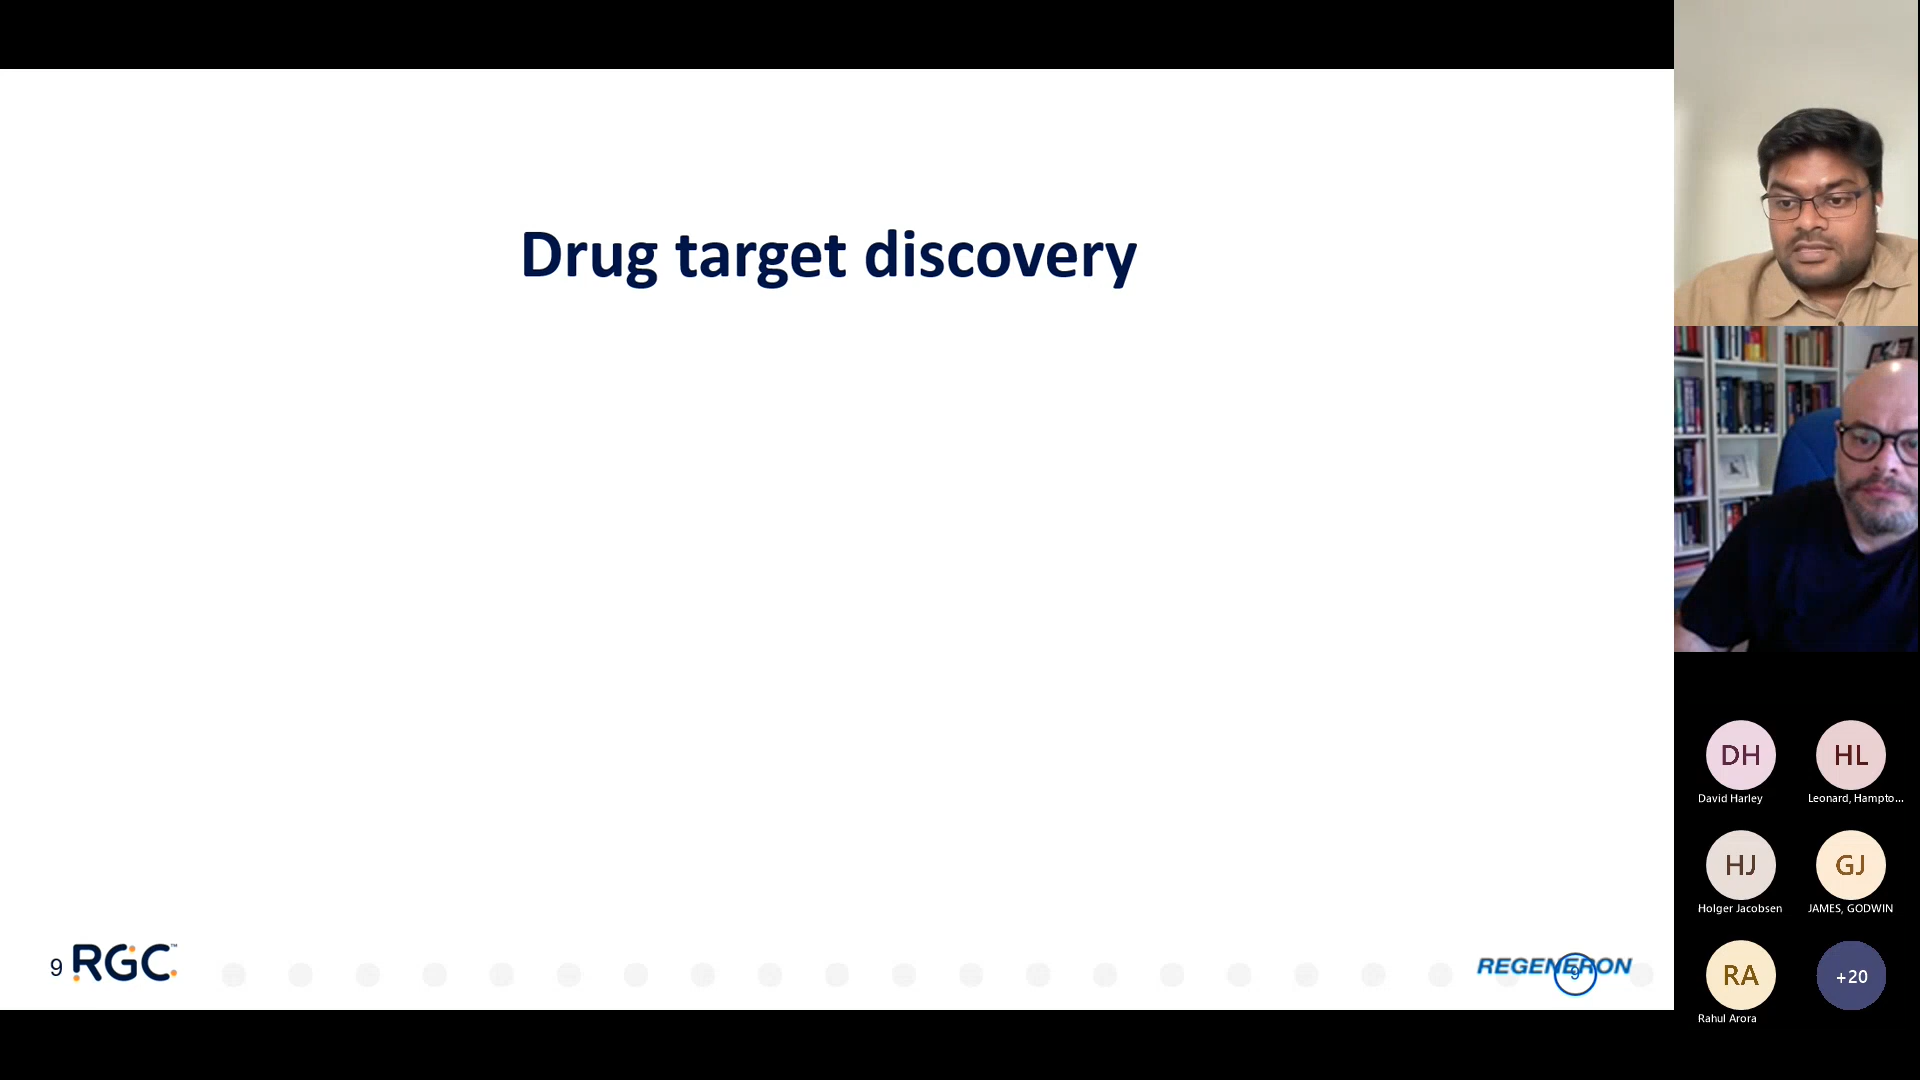 Drug target discovery
9 RGC™
REGENERON
9
DH
HL
David Harley
Leonard, Hampto...
HJ
GJ
Holger Jacobsen
JAMES, GODWIN
RA
+20
Rahul Arora